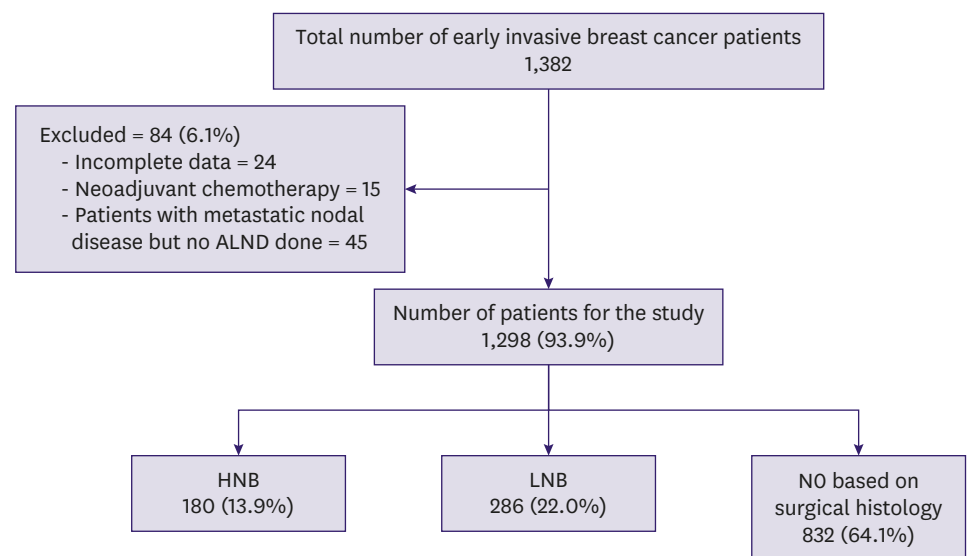 Total number of early invasive breast cancer patients
1,382
Excluded = 84 (6.1%)
- Incomplete data = 24
- Neoadjuvant chemotherapy = 15
- Patients with metastatic nodal
disease but no ALND done = 45
Number of patients for the study
1,298 (93.9%)
HNB
180 (13.9%)
LNB
286 (22.0%)
N0 based on
surgical histology
832 (64.1%)